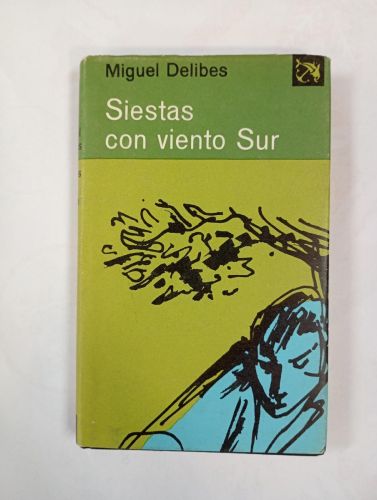 Miguel Delibes
Siestas
con viento Sur